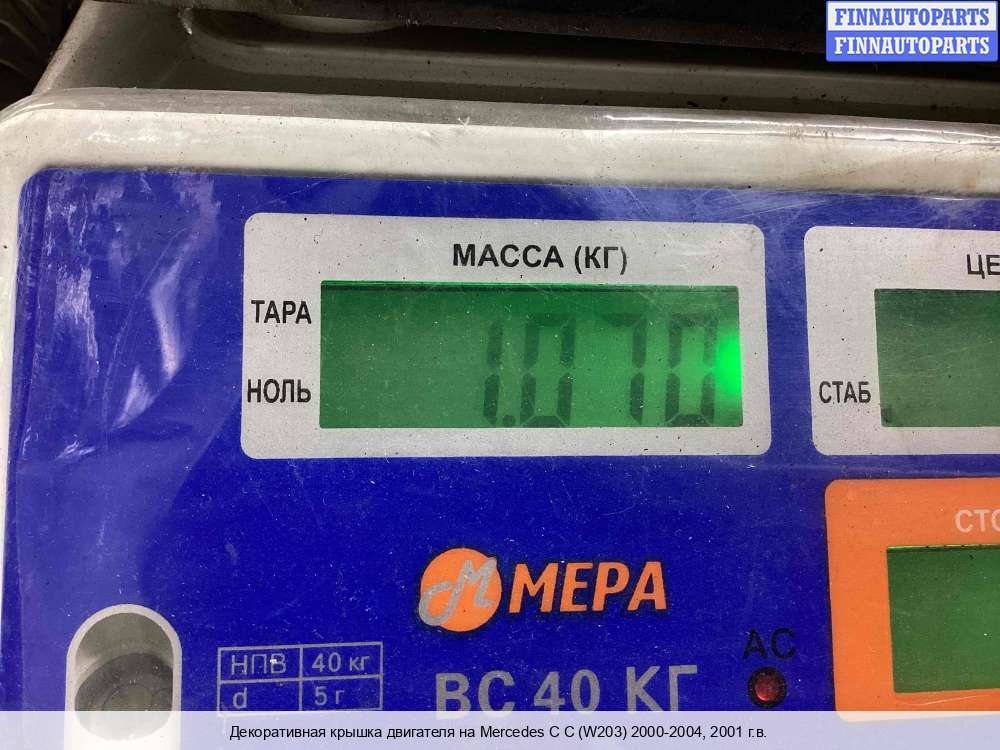 FINNAUTOPARTS
FINNAUTOPARTS
МАССА (КГ)
ТАРА
НОЛЬ
1.070
СТАБ
МЕРА
НПВ 40 кг
d 5 г
ВС 40 КГ
AC
Декоративная крышка двигателя на Mercedes C C (W203) 2000-2004, 2001 г.в.